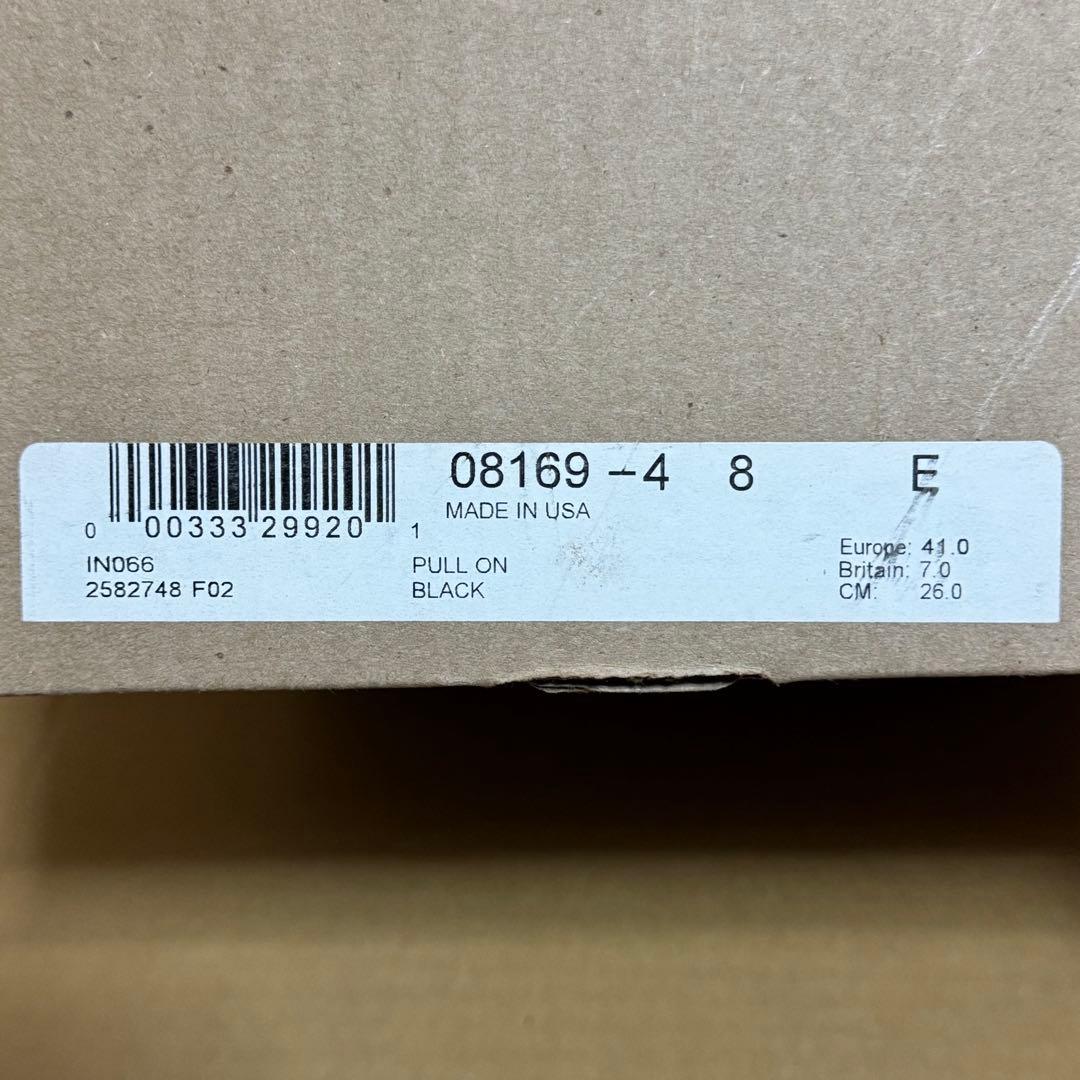 08169 -4 8 E
MADE IN USA
0 00333 29920 1
IN066
2582748 F02
PULL ON
BLACK
Europe: 41.0
Britain: 7.0
CM: 26.0